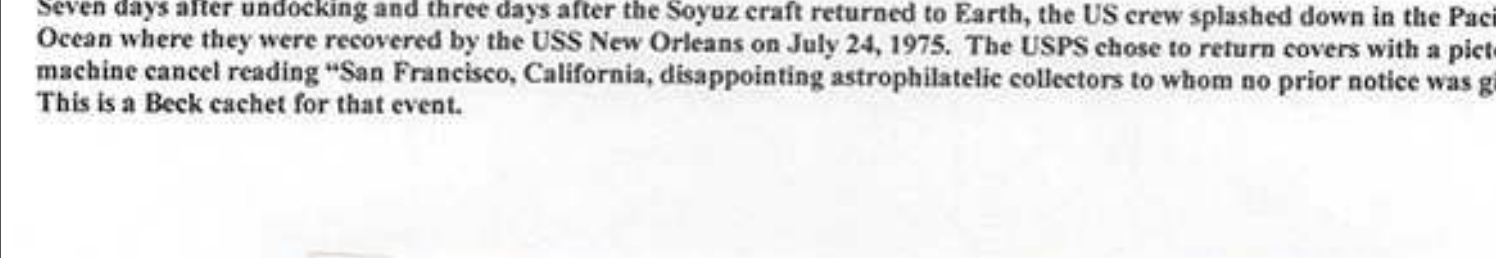 Seven days after undocking and three days after the Soyuz craft returned to Earth, the US crew splashed down in the Paci
Ocean where they were recovered by the USS New Orleans on July 24, 1975. The USPS chose to return covers with a pict
machine cancel reading “San Francisco, California, disappointing astrophilatelic collectors to whom no prior notice was gi
This is a Beck cachet for that event.